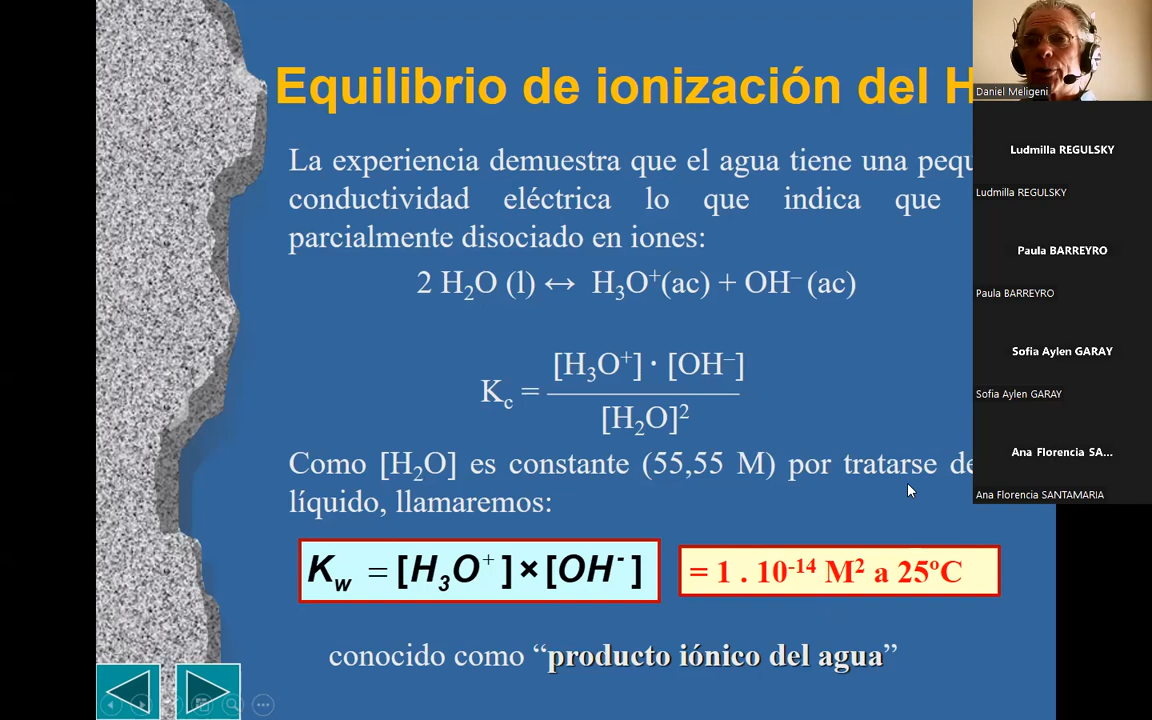 Equilibrio de ionización del
La experiencia demuestra que el agua tiene una
conductividad eléctrica lo que indica que
parcialmente disociado en iones:
2 H₂O (l) ↔ H₃O⁺(ac) + OH⁻ (ac)
[H₃O⁺] · [OH⁻]
K꜀ =
[H₂O]²
Como [H₂O] es constante (55,55 M) por tratarse de
líquido, llamaremos:
K_w = [H₃O⁺]×[OH⁻]
= 1 . 10⁻¹⁴ M² a 25ºC
conocido como “producto iónico del agua”
Daniel Meligeni
Ludmilla REGULSKY
Ludmilla REGULSKY
Paula BARREYRO
Paula BARREYRO
Sofia Aylen GARAY
Sofia Aylen GARAY
Ana Florencia SA...
Ana Florencia SANTAMARIA